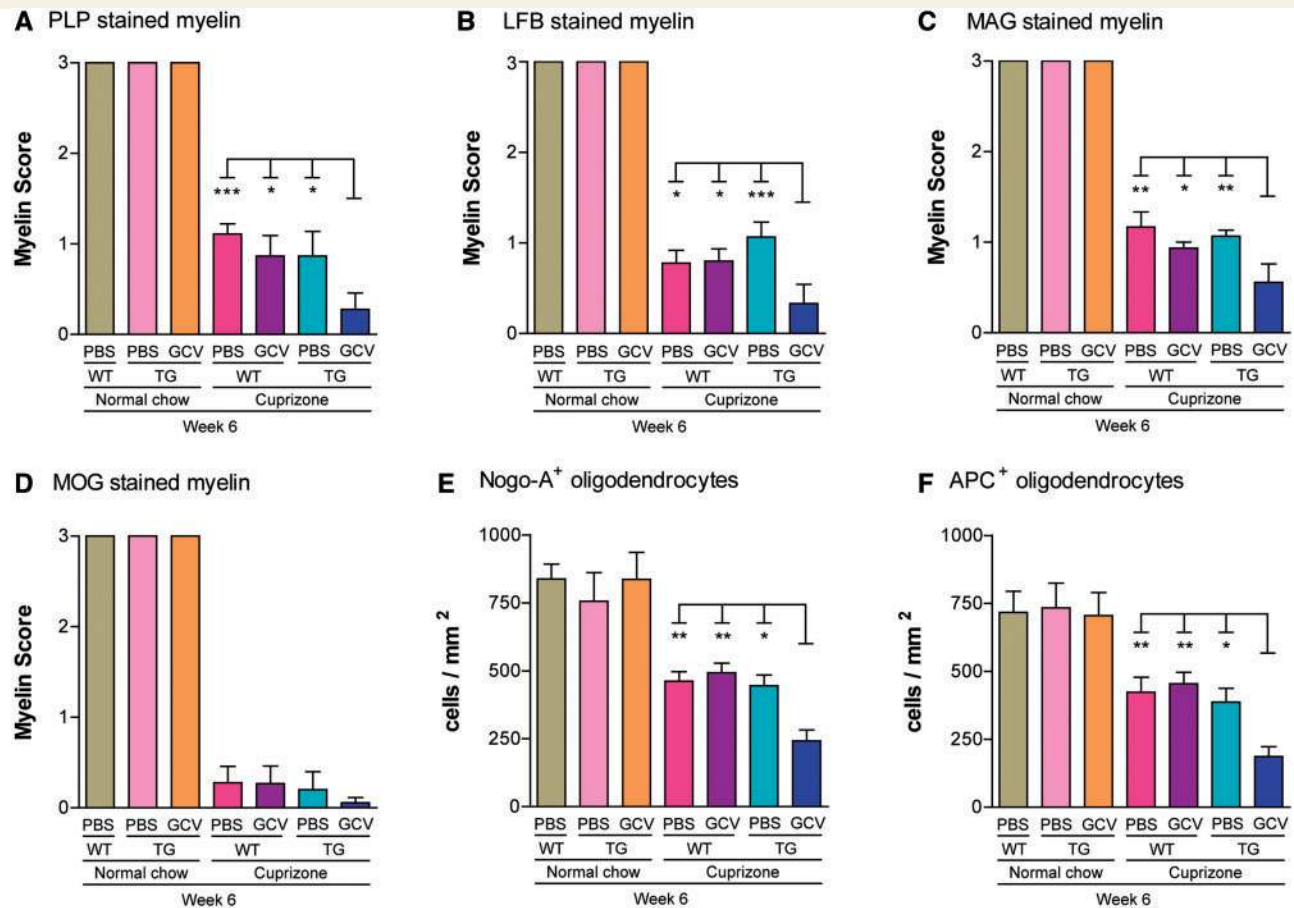 A PLP stained myelin
B LFB stained myelin
C MAG stained myelin
Myelin Score
3
2
1
0
***
*
*
PBS PBS GCV PBS GCV PBS GCV
WT TG WT TG
Normal chow Cuprizone
Week 6
Myelin Score
3
2
1
0
*
*
***
PBS PBS GCV PBS GCV PBS GCV
WT TG WT TG
Normal chow Cuprizone
Week 6
Myelin Score
3
2
1
0
**
*
**
PBS PBS GCV PBS GCV PBS GCV
WT TG WT TG
Normal chow Cuprizone
Week 6
D MOG stained myelin
E Nogo-A+ oligodendrocytes
F APC+ oligodendrocytes
Myelin Score
3
2
1
0
PBS PBS GCV PBS GCV PBS GCV
WT TG WT TG
Normal chow Cuprizone
Week 6
cells / mm²
1000
750
500
250
0
**
**
*
PBS PBS GCV PBS GCV PBS GCV
WT TG WT TG
Normal chow Cuprizone
Week 6
cells / mm²
1000
750
500
250
0
**
**
*
PBS PBS GCV PBS GCV PBS GCV
WT TG WT TG
Normal chow Cuprizone
Week 6